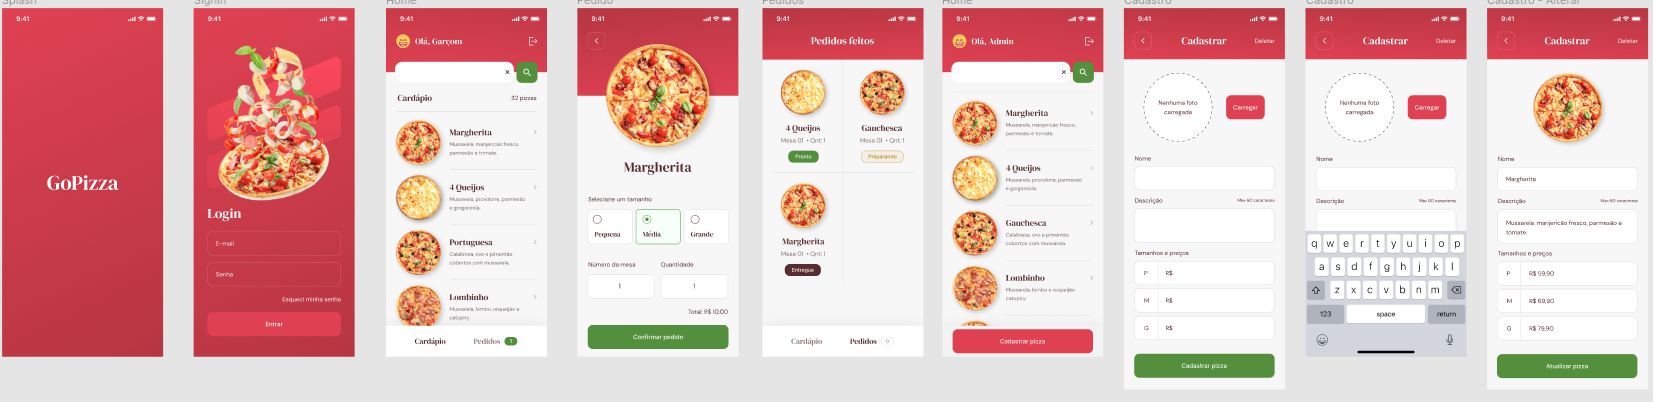 Splash
9:41
GoPizza
SignIn
9:41
Login
E-mail
Senha
Esqueci minha senha
Entrar
Home
9:41
Olá, Garçom
×
Cardápio
32 pizzas
Margherita
Mussarela, manjericão fresco,
parmesão e tomate.
4 Queijos
Mussarela, provolone, parmesão
e gorgonzola.
Portuguesa
Calabresa, ovo e pimentão
cobertos com mussarela.
Lombinho
Mussarela, lombo, requeijão e
catupiry.
Cardápio
Pedidos
1
Pedido
9:41
Margherita
Selecione um tamanho
Pequena
Média
Grande
Número da mesa
Quantidade
1
1
Total: R$ 10,00
Confirmar pedido
Pedidos
9:41
Pedidos feitos
4 Queijos
Mesa 01 • Qnt: 1
Pronto
Gauchesca
Mesa 01 • Qnt: 1
Preparando
Margherita
Mesa 01 • Qnt: 1
Entregue
Cardápio
Pedidos
0
Home
9:41
Olá, Admin
×
Margherita
Mussarela, manjericão fresco,
parmesão e tomate.
4 Queijos
Mussarela, provolone, parmesão
e gorgonzola.
Gauchesca
Calabresa, ovo e pimentão
cobertos com mussarela.
Lombinho
Mussarela, lombo e requeijão
catupiry.
Cadastrar pizza
Cadastro
9:41
Cadastrar
Deletar
Nenhuma foto
carregada
Carregar
Nome
Descrição
Max 60 caracteres
Tamanhos e preços
P
R$
M
R$
G
R$
Cadastrar pizza
Cadastro
9:41
Cadastrar
Deletar
Nenhuma foto
carregada
Carregar
Nome
Descrição
Max 60 caracteres
q w e r t y u i o p
a s d f g h j k l
z x c v b n m
123
space
return
Cadastro - Alterar
9:41
Cadastrar
Deletar
Nome
Margherita
Descrição
Max 60 caracteres
Mussarela, manjericão fresco, parmesão e
tomate.
Tamanhos e preços
P
R$ 59,90
M
R$ 69,90
G
R$ 79,90
Atualizar pizza